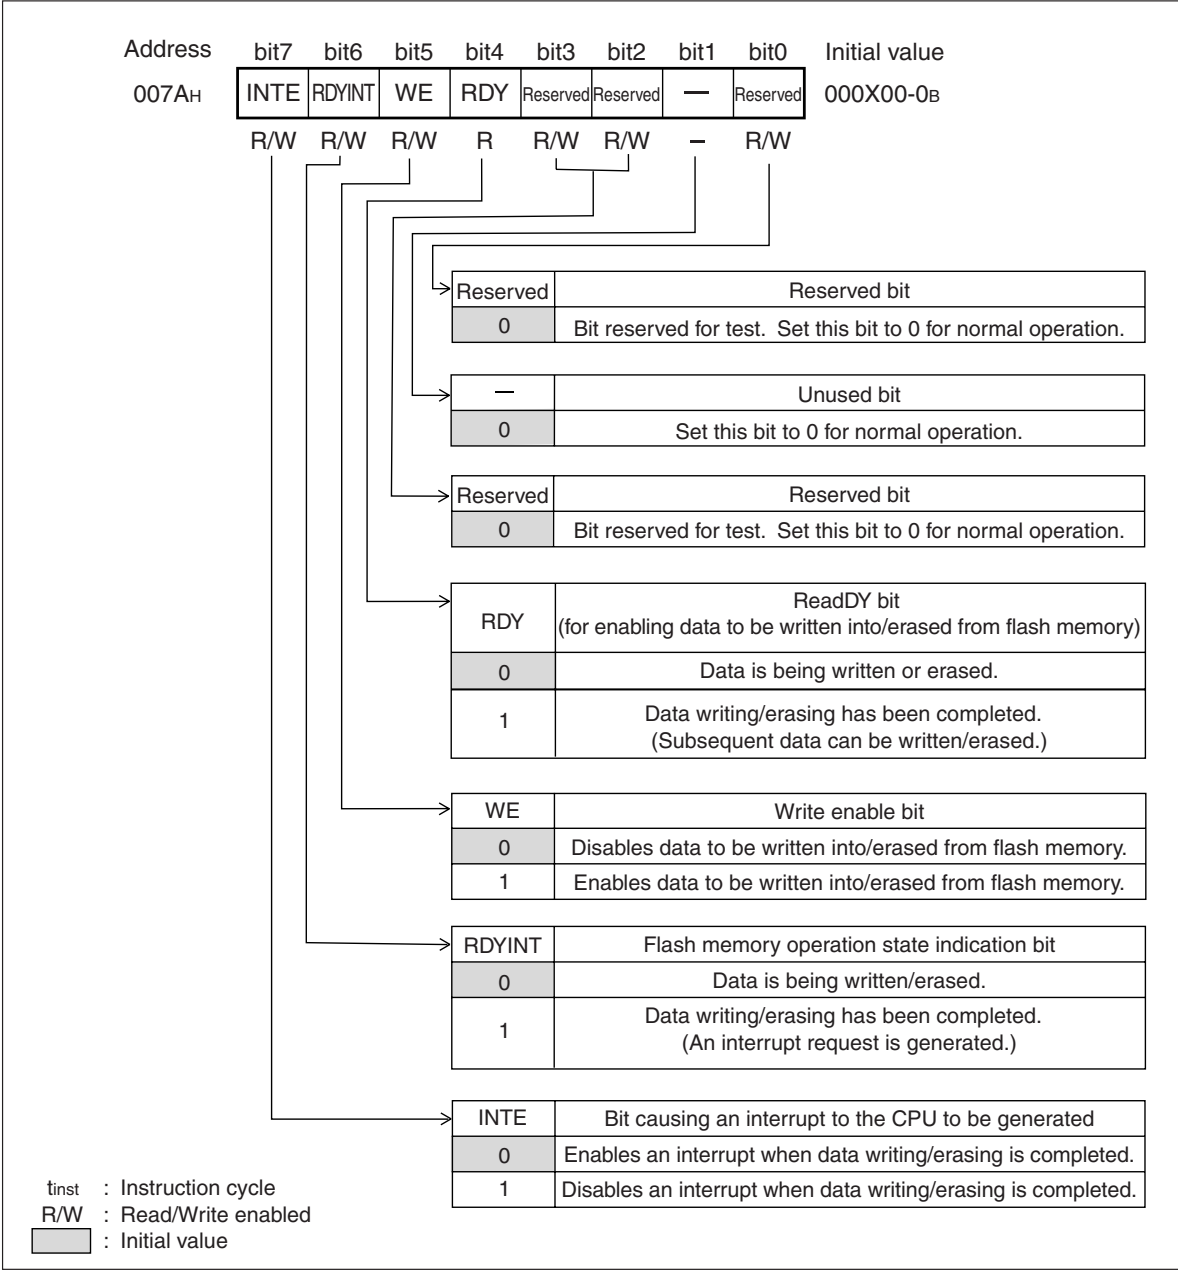 Address bit7 bit6 bit5 bit4 bit3 bit2 bit1 bit0 Initial value
007AH INTE RDYINT WE RDY Reserved Reserved — Reserved 000X00-0B
R/W R/W R/W R R/W R/W – R/W
Reserved Reserved bit
0 Bit reserved for test. Set this bit to 0 for normal operation.
— Unused bit
0 Set this bit to 0 for normal operation.
Reserved Reserved bit
0 Bit reserved for test. Set this bit to 0 for normal operation.
RDY ReadDY bit
(for enabling data to be written into/erased from flash memory)
0 Data is being written or erased.
1 Data writing/erasing has been completed.
(Subsequent data can be written/erased.)
WE Write enable bit
0 Disables data to be written into/erased from flash memory.
1 Enables data to be written into/erased from flash memory.
RDYINT Flash memory operation state indication bit
0 Data is being written/erased.
1 Data writing/erasing has been completed.
(An interrupt request is generated.)
INTE Bit causing an interrupt to the CPU to be generated
0 Enables an interrupt when data writing/erasing is completed.
1 Disables an interrupt when data writing/erasing is completed.
tinst : Instruction cycle
R/W : Read/Write enabled
: Initial value